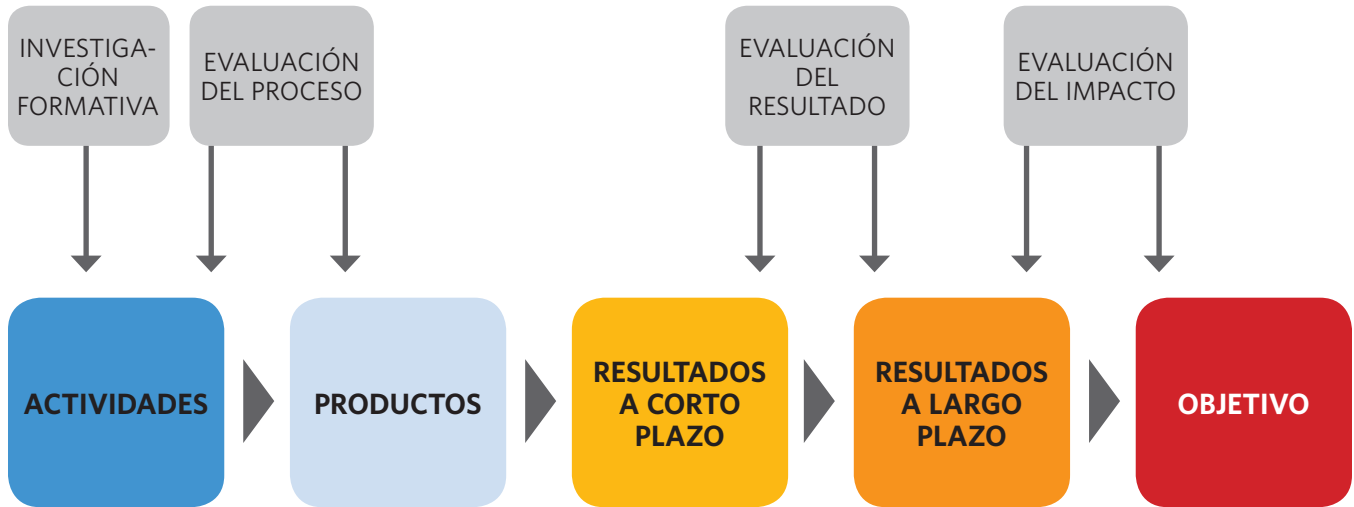 INVESTIGA-
CIÓN
FORMATIVA
EVALUACIÓN
DEL PROCESO
EVALUACIÓN
DEL
RESULTADO
EVALUACIÓN
DEL IMPACTO
ACTIVIDADES
PRODUCTOS
RESULTADOS
A CORTO
PLAZO
RESULTADOS
A LARGO
PLAZO
OBJETIVO